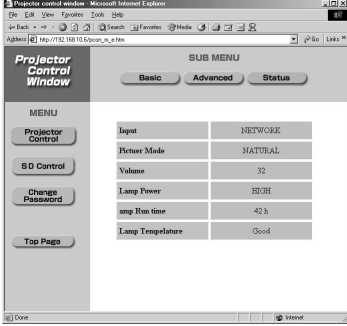 Projector control window - Microsoft Internet Explorer
File Edit View Favorites Tools Help
Back Search Favorites Media
Address http://192.168.10.6/pcon_m_e.htm Go Links »
Projector
Control
Window
SUB MENU
Basic Advanced Status
MENU
Projector
Control
SD Control
Change
Password
Top Page
Input NETWORK
Pictuer Mode NATURAL
Volume 32
Lamp Power HIGH
amp Run time 42 h
Lamp Tempelature Good
Done Internet